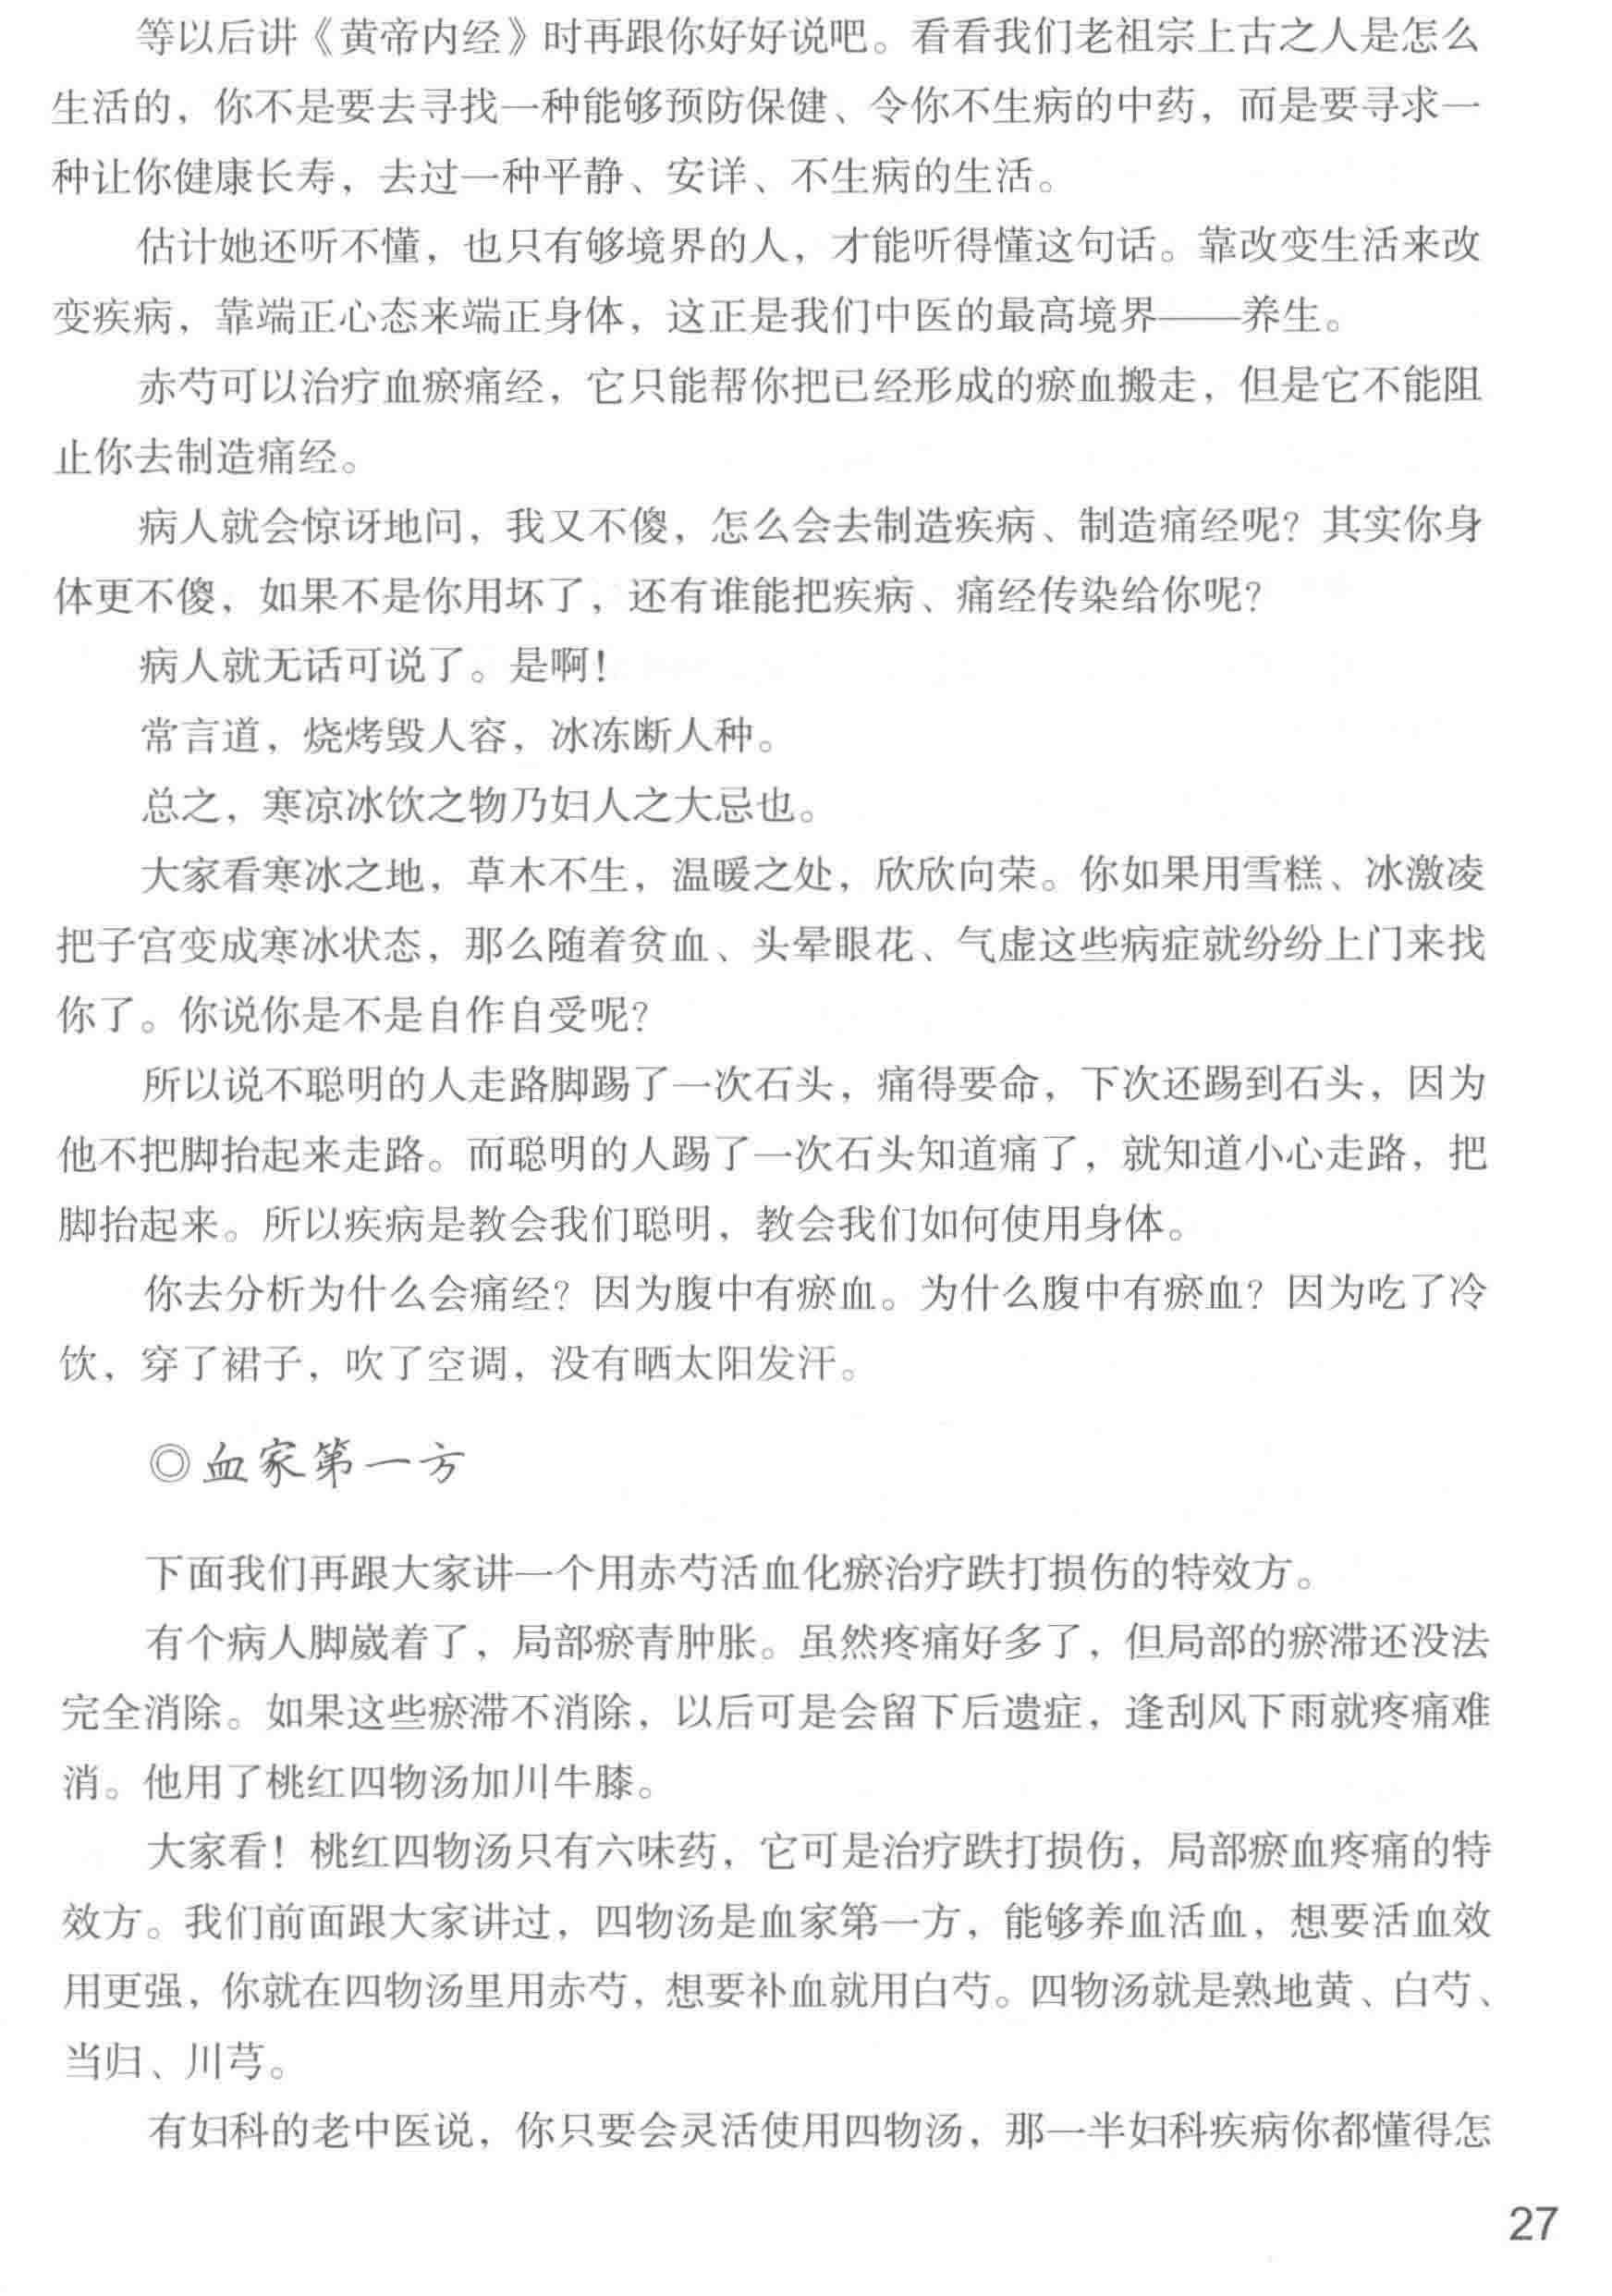 等以后讲《黄帝内经》时再跟你好好说吧。看看我们老祖宗上古之人是怎么
生活的，你不是要去寻找一种能够预防保健、令你不生病的中药，而是要寻求一
种让你健康长寿，去过一种平静、安详、不生病的生活。
估计她还听不懂，也只有够境界的人，才能听得懂这句话。靠改变生活来改
变疾病，靠端正心态来端正身体，这正是我们中医的最高境界——养生。
赤芍可以治疗血瘀痛经，它只能帮你把已经形成的瘀血搬走，但是它不能阻
止你去制造痛经。
病人就会惊讶地问，我又不傻，怎么会去制造疾病、制造痛经呢？其实你身
体更不傻，如果不是你用坏了，还有谁能把疾病、痛经传染给你呢？
病人就无话可说了。是啊！
常言道，烧烤毁人容，冰冻断人种。
总之，寒凉冰饮之物乃妇人之大忌也。
大家看寒冰之地，草木不生，温暖之处，欣欣向荣。你如果用雪糕、冰激凌
把子宫变成寒冰状态，那么随着贫血、头晕眼花、气虚这些病症就纷纷上门来找
你了。你说你是不是自作自受呢？
所以说不聪明的人走路脚踢了一次石头，痛得要命，下次还踢到石头，因为
他不把脚抬起来走路。而聪明的人踢了一次石头知道痛了，就知道小心走路，把
脚抬起来。所以疾病是教会我们聪明，教会我们如何使用身体。
你去分析为什么会痛经？因为腹中有瘀血。为什么腹中有瘀血？因为吃了冷
饮，穿了裙子，吹了空调，没有晒太阳发汗。
◎血家第一方
下面我们再跟大家讲一个用赤芍活血化瘀治疗跌打损伤的特效方。
有个病人脚崴着了，局部瘀青肿胀。虽然疼痛好多了，但局部的瘀滞还没法
完全消除。如果这些瘀滞不消除，以后可是会留下后遗症，逢刮风下雨就疼痛难
消。他用了桃红四物汤加川牛膝。
大家看！桃红四物汤只有六味药，它可是治疗跌打损伤，局部瘀血疼痛的特
效方。我们前面跟大家讲过，四物汤是血家第一方，能够养血活血，想要活血效
用更强，你就在四物汤里用赤芍，想要补血就用白芍。四物汤就是熟地黄、白芍、
当归、川芎。
有妇科的老中医说，你只要会灵活使用四物汤，那一半妇科疾病你都懂得怎
27